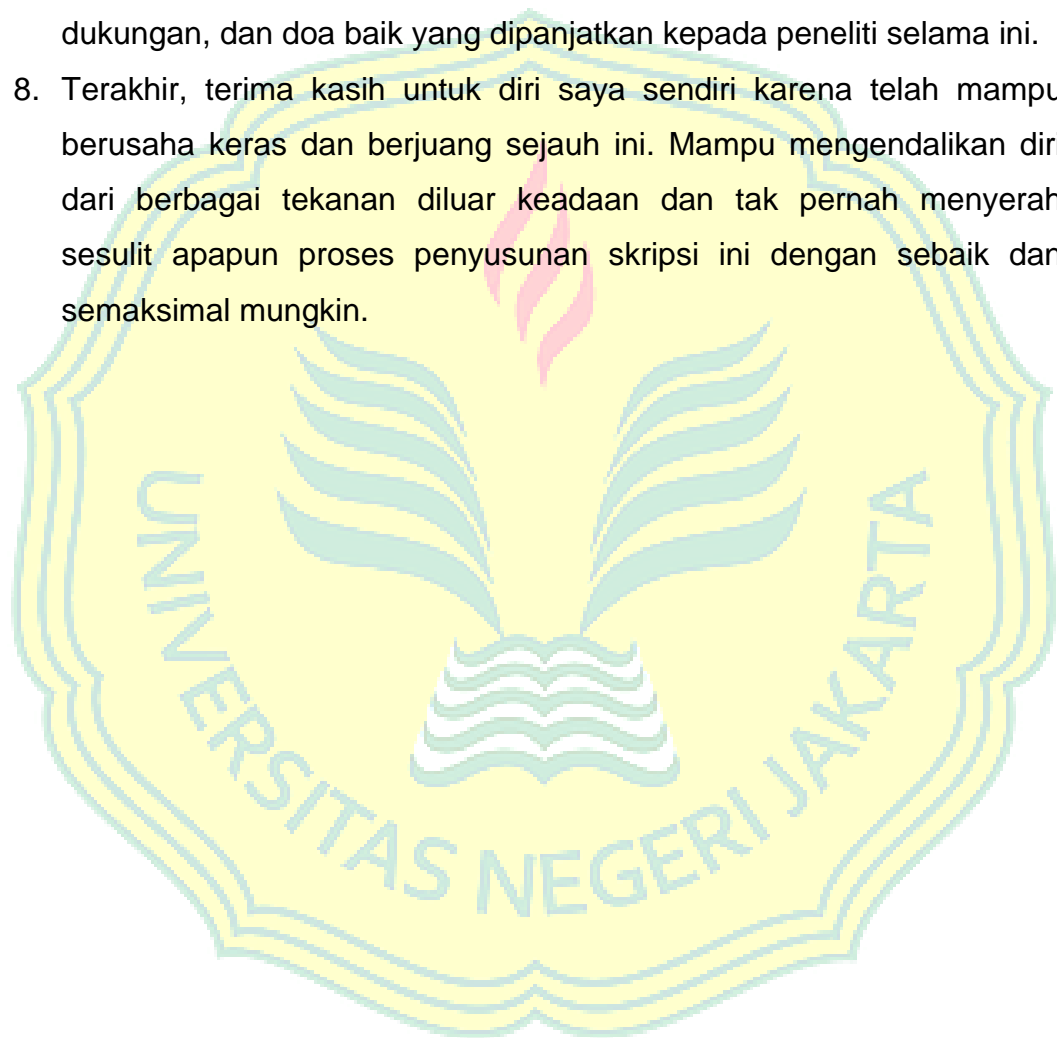 dukungan, dan doa baik yang dipanjatkan kepada peneliti selama ini.
8. Terakhir, terima kasih untuk diri saya sendiri karena telah mampu
berusaha keras dan berjuang sejauh ini. Mampu mengendalikan diri
dari berbagai tekanan diluar keadaan dan tak pernah menyerah
sesulit apapun proses penyusunan skripsi ini dengan sebaik dan
semaksimal mungkin.
UNIVERSITAS NEGERI JAKARTA